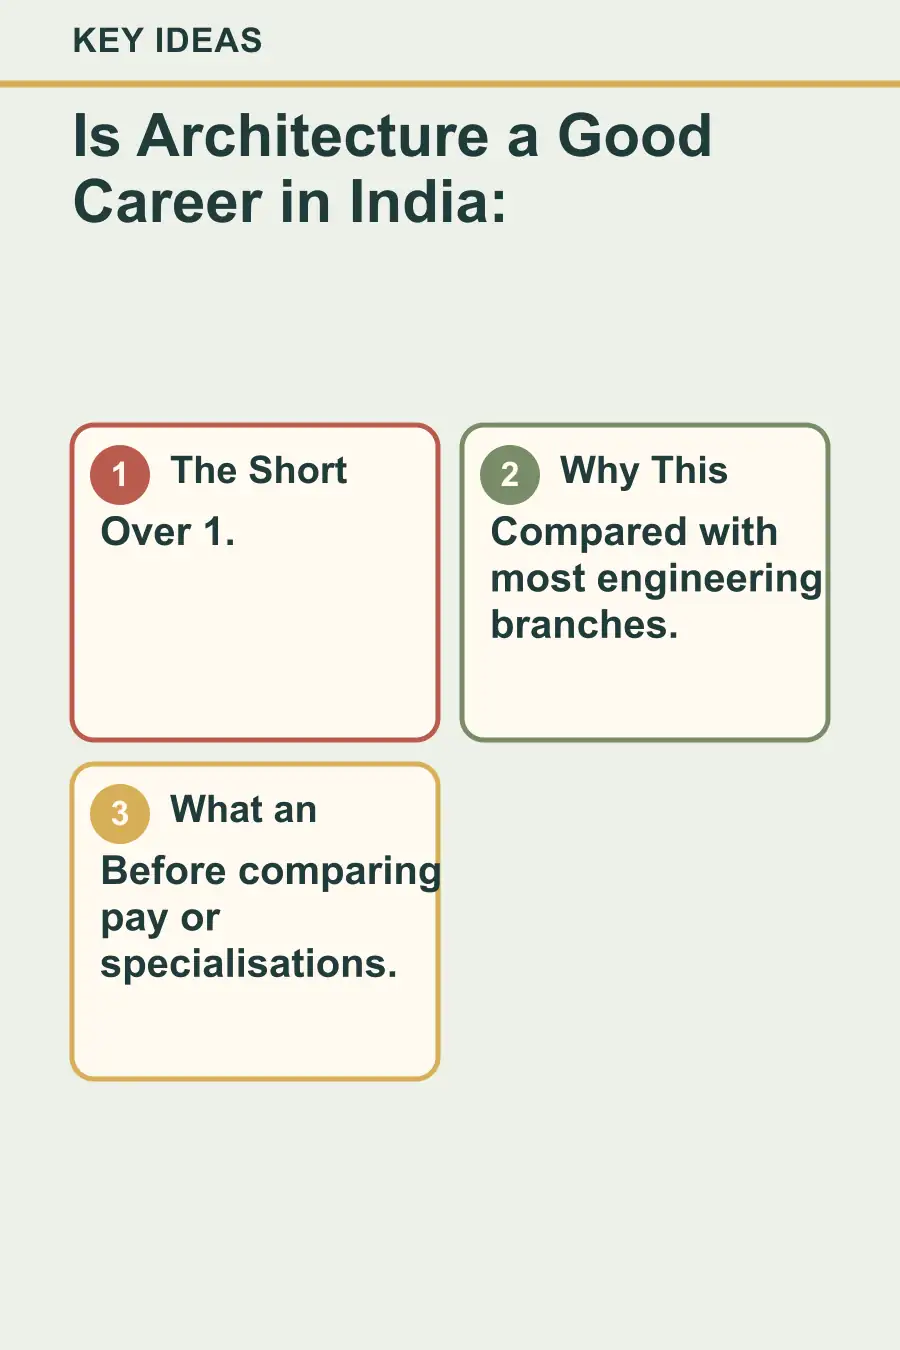 KEY IDEAS
Is Architecture a Good
Career in India:
1 The Short
Over 1.
2 Why This
Compared with
most engineering
branches.
3 What an
Before comparing
pay or
specialisations.